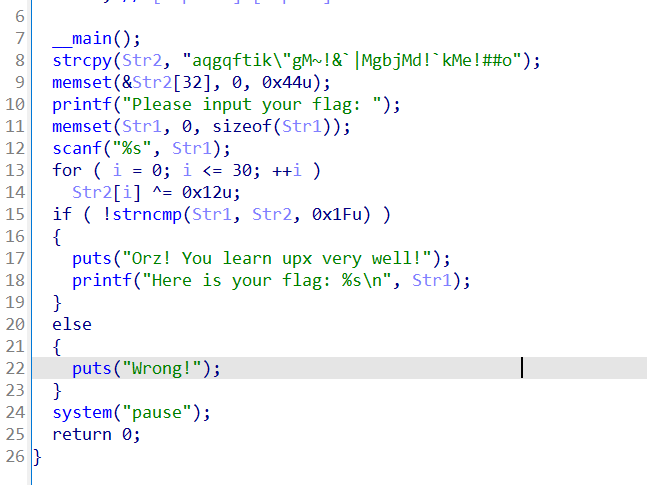 6
7 __main();
8 strcpy(Str2, "aqgqftik\"gM~!&`|MgbjMd!`kMe!##o");
9 memset(&Str2[32], 0, 0x44u);
10 printf("Please input your flag: ");
11 memset(Str1, 0, sizeof(Str1));
12 scanf("%s", Str1);
13 for ( i = 0; i <= 30; ++i )
14 Str2[i] ^= 0x12u;
15 if ( !strncmp(Str1, Str2, 0x1Fu) )
16 {
17 puts("Orz! You learn upx very well!");
18 printf("Here is your flag: %s\n", Str1);
19 }
20 else
21 {
22 puts("Wrong!");
23 }
24 system("pause");
25 return 0;
26 }